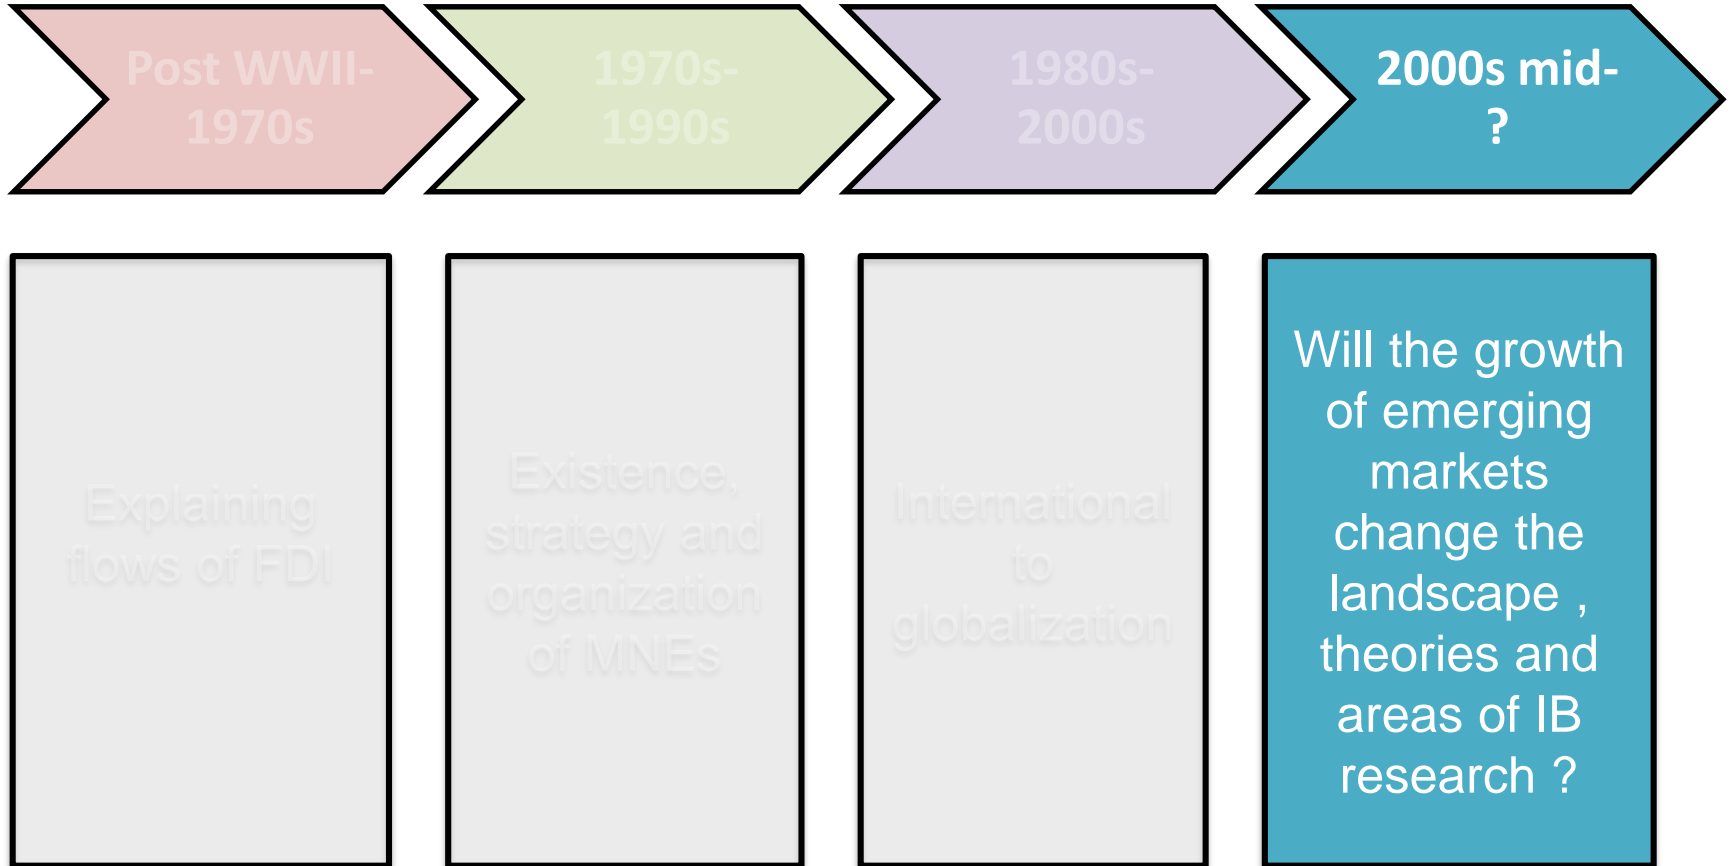 Post WWII-
1970s
1970s-
1990s
1980s-
2000s
2000s mid-
?
Explaining
flows of FDI
Existence,
strategy and
organization
of MNEs
International
to
globalization
Will the growth
of emerging
markets
change the
landscape ,
theories and
areas of IB
research ?